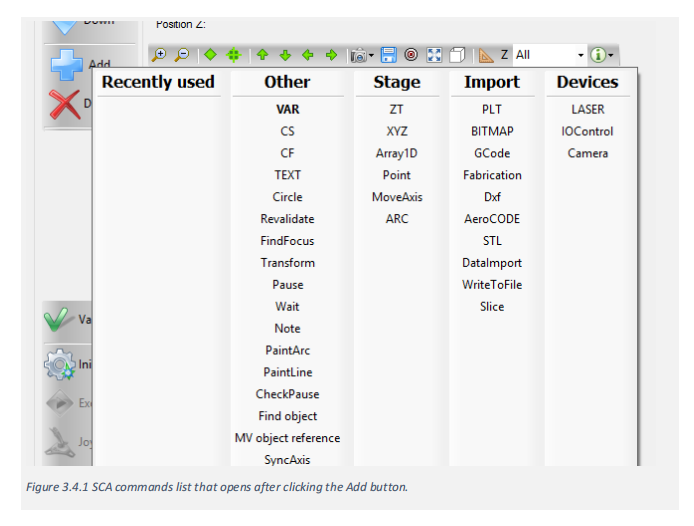 Down
Position Z:
Add
Z All
D
Recently used
Other
VAR
CS
CF
TEXT
Circle
Revalidate
FindFocus
Transform
Pause
Wait
Note
PaintArc
PaintLine
CheckPause
Find object
MV object reference
SyncAxis
Stage
ZT
XYZ
Array1D
Point
MoveAxis
ARC
Import
PLT
BITMAP
GCode
Fabrication
Dxf
AeroCODE
STL
DataImport
WriteToFile
Slice
Devices
LASER
IOControl
Camera
Va
Ini
Exe
Joy
Figure 3.4.1 SCA commands list that opens after clicking the Add button.